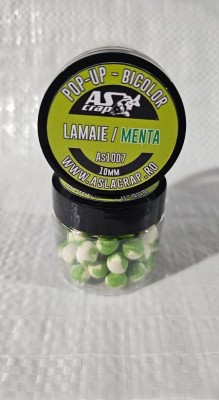 POP-UP - BICOLOR
AS
crap
LAMAIE / MENTA
AS1007
10MM
WWW.ASLACRAP.RO